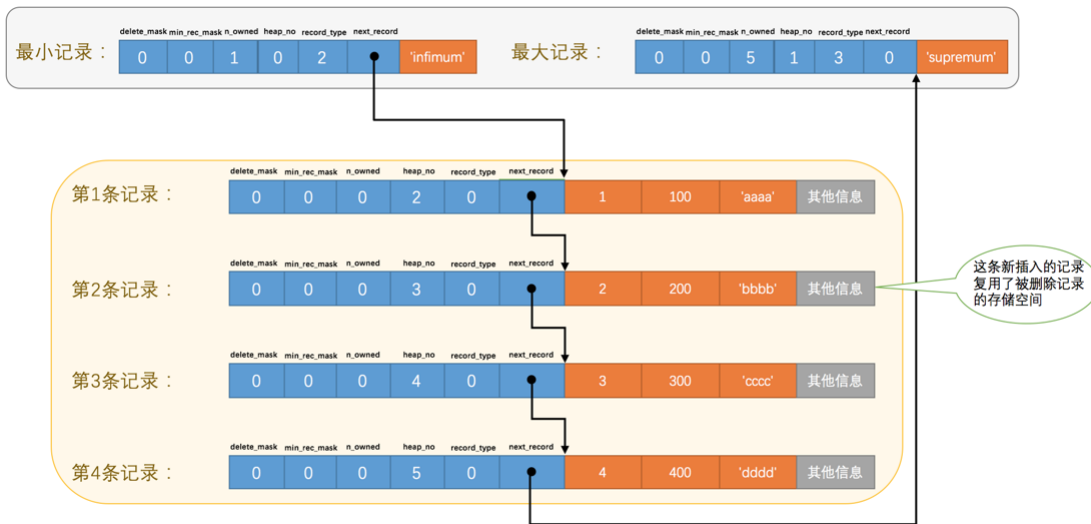 delete_mask min_rec_mask n_owned heap_no record_type next_record
最小记录： 0 0 1 0 2 'infimum'
delete_mask min_rec_mask n_owned heap_no record_type next_record
最大记录： 0 0 5 1 3 0 'supremum'
delete_mask min_rec_mask n_owned heap_no record_type next_record
第1条记录： 0 0 0 2 0 1 100 'aaaa' 其他信息
delete_mask min_rec_mask n_owned heap_no record_type next_record
第2条记录： 0 0 0 3 0 2 200 'bbbb' 其他信息
这条新插入的记录
复用了被删除记录
的存储空间
delete_mask min_rec_mask n_owned heap_no record_type next_record
第3条记录： 0 0 0 4 0 3 300 'cccc' 其他信息
delete_mask min_rec_mask n_owned heap_no record_type next_record
第4条记录： 0 0 0 5 0 4 400 'dddd' 其他信息